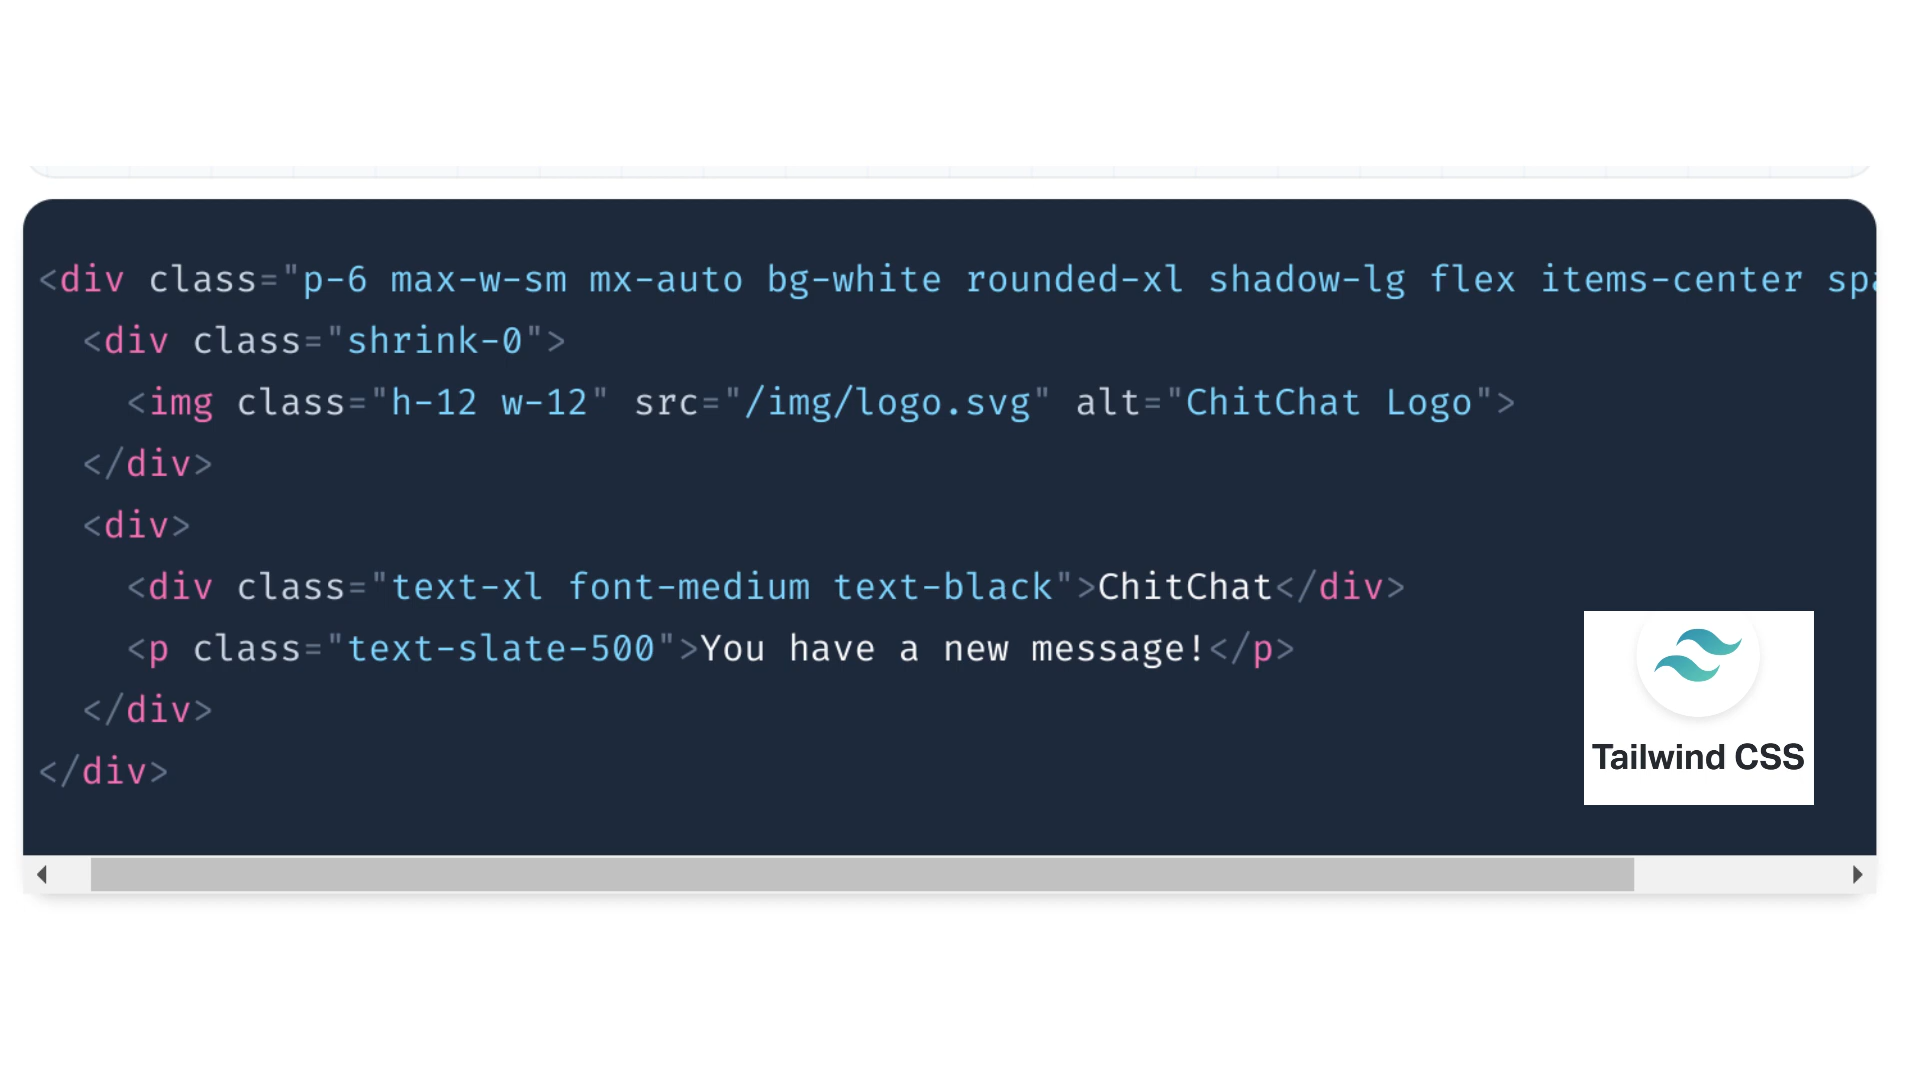 <div class="p-6 max-w-sm mx-auto bg-white rounded-xl shadow-lg flex items-center spa
<div class="shrink-0">
<img class="h-12 w-12" src="/img/logo.svg" alt="ChitChat Logo">
</div>
<div>
<div class="text-xl font-medium text-black">ChitChat</div>
<p class="text-slate-500">You have a new message!</p>
</div>
</div>
Tailwind CSS